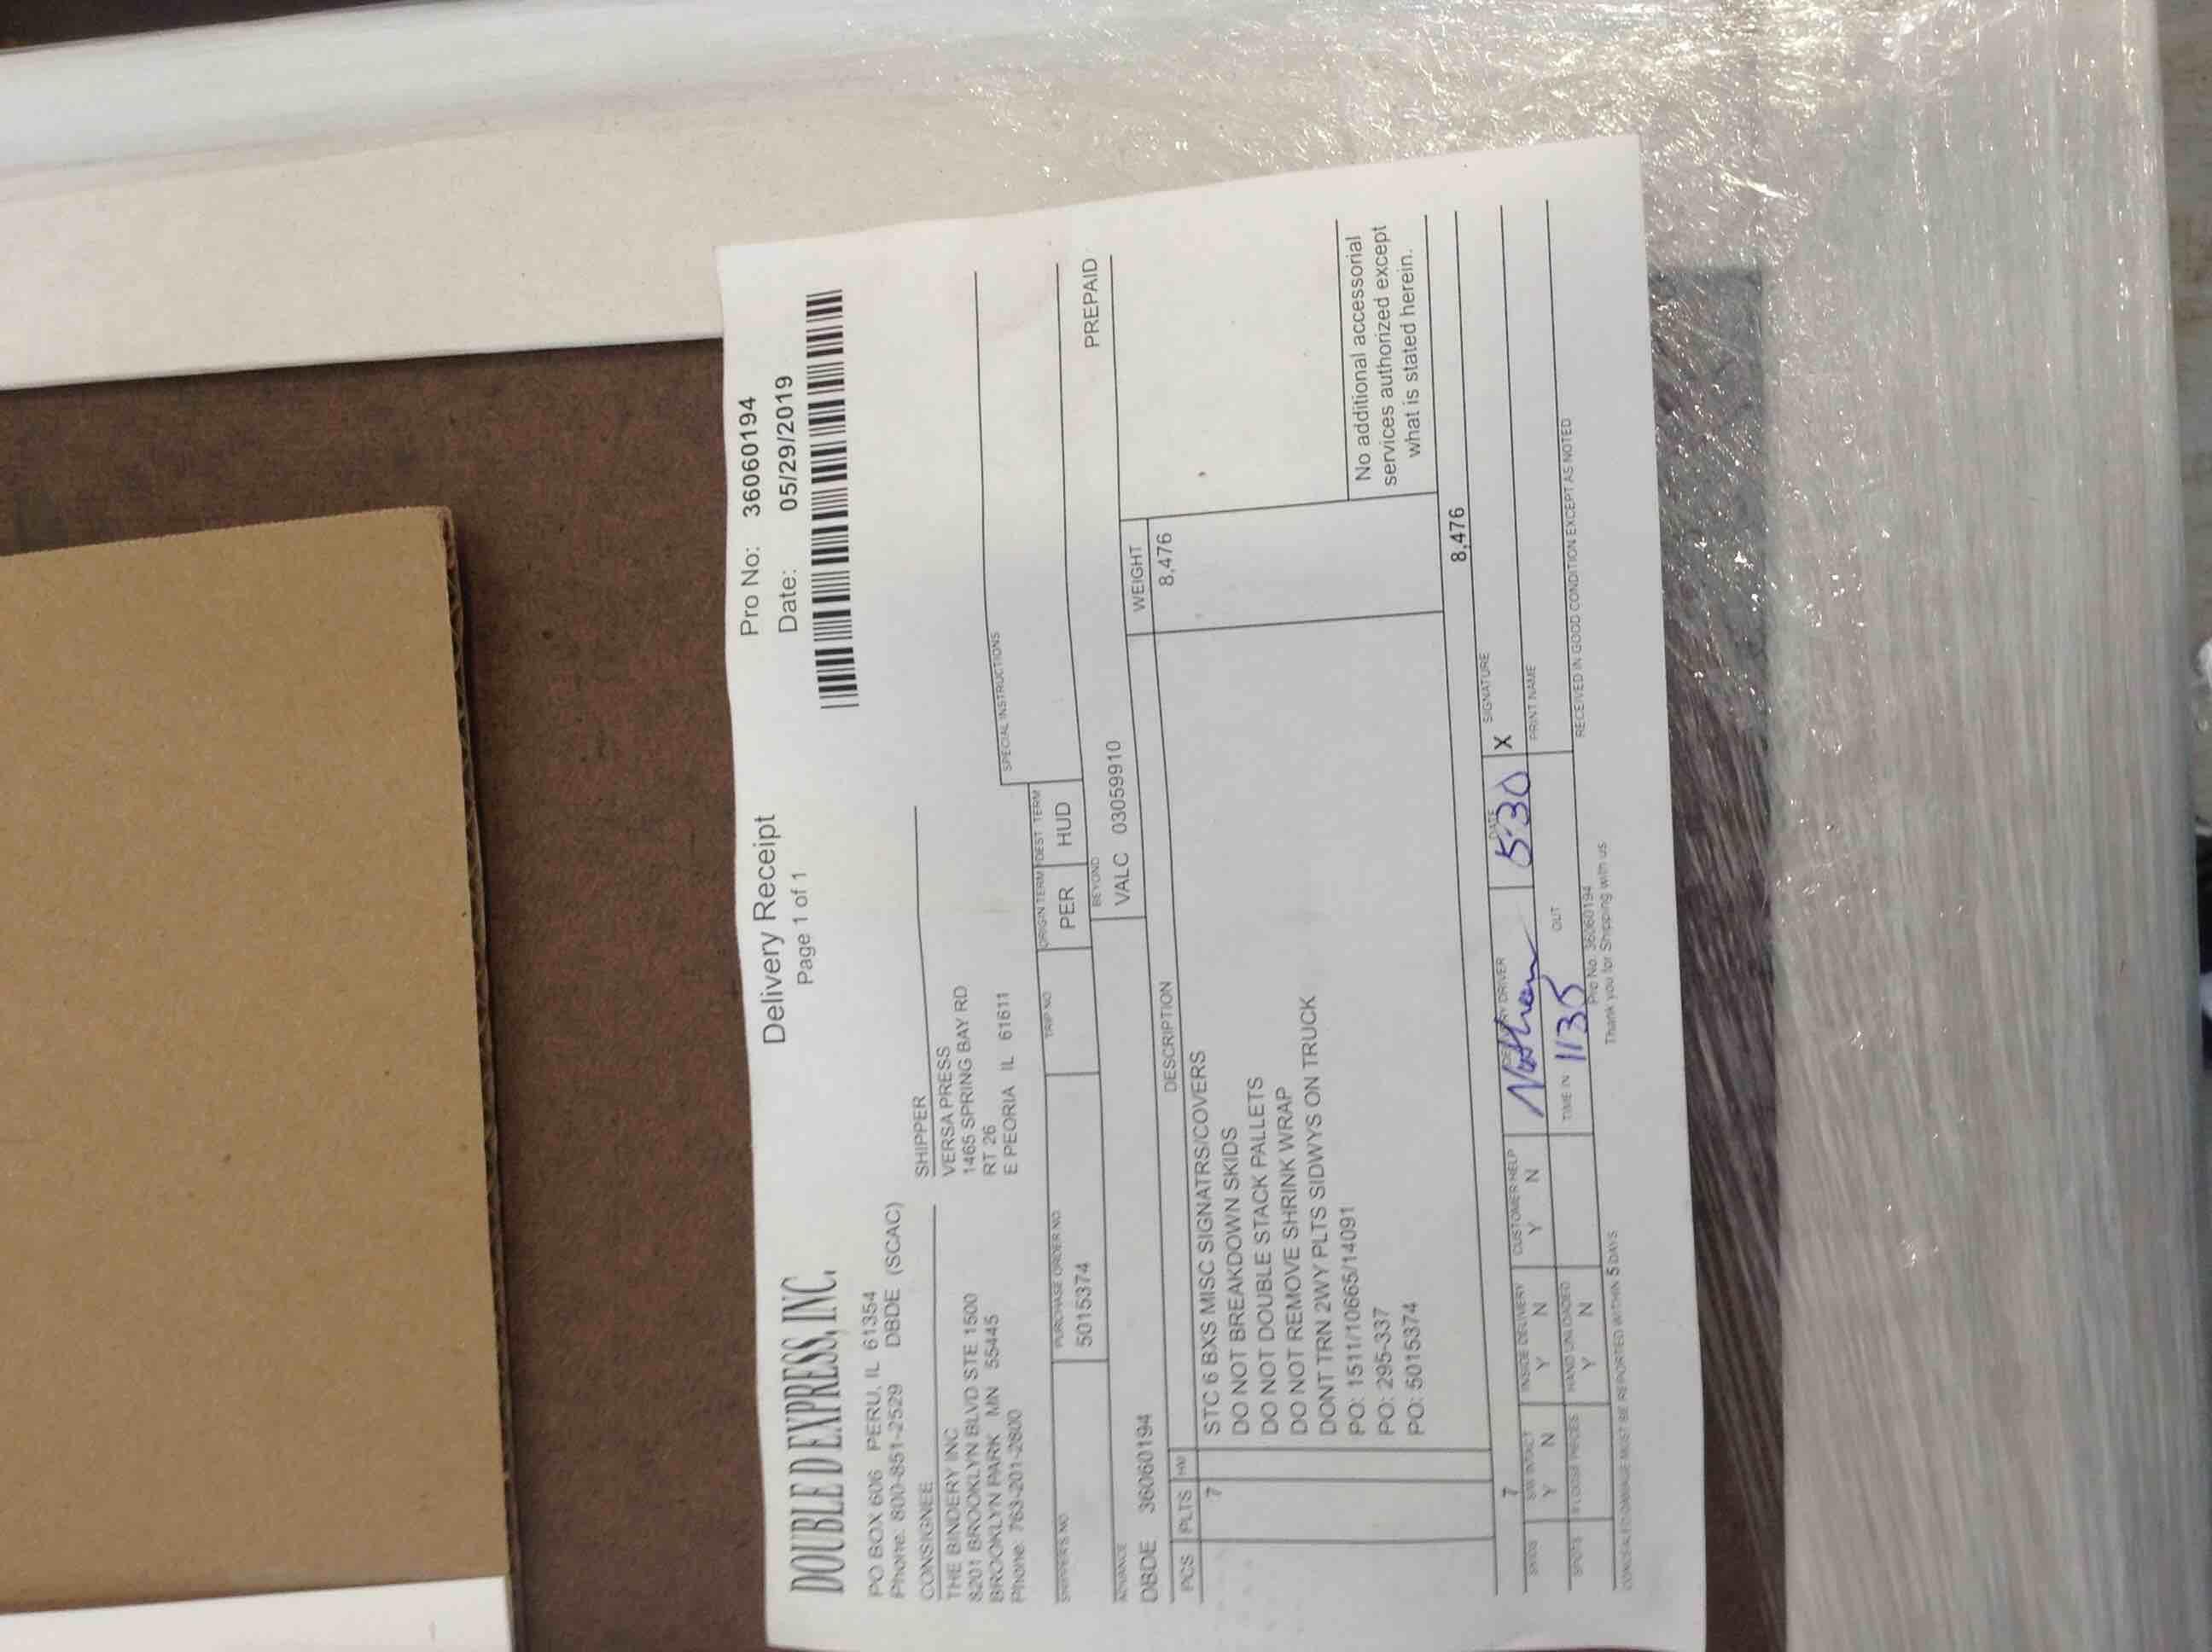 DOUBLE D EXPRESS, INC.
Delivery Receipt
Page 1 of 1
Pro No: 36060194
Date: 05/29/2019
PO BOX 606 PERU, IL 61354
Phone: 800-851-2529 DBDE (SCAC)
CONSIGNEE
THE BINDERY INC
8201 BROOKLYN BLVD STE 1500
BROOKLYN PARK MN 55445
Phone: 763-201-2800
SHIPPER
VERSA PRESS
1465 SPRING BAY RD
RT 26
E PEORIA IL 61611
SPECIAL INSTRUCTIONS
SHIPPER'S NO. PURCHASE ORDER NO. TRIP NO ORIGIN TERM DEST TERM
5015374 PER HUD
PREPAID
ADVANCE BEYOND
DBDE 36060194 VALC 03059910
PCS PLTS HM DESCRIPTION WEIGHT
7 STC 6 BXS MISC SIGNATRS/COVERS 8,476
DO NOT BREAKDOWN SKIDS
DO NOT DOUBLE STACK PALLETS
DO NOT REMOVE SHRINK WRAP
DONT TRN 2WY PLTS SIDWYS ON TRUCK
PO: 1511/10665/14091
PO: 295-337
PO: 5015374
No additional accessorial
services authorized except
what is stated herein.
7 8,476
SKIDS S/W INTACT INSIDE DELIVERY CUSTOMER HELP DELIVERY DRIVER DATE SIGNATURE
Y N Y N Y N Nathan 5-30 X
SPOTS # LOOSE PIECES HAND UNLOADED TIME IN 1135 OUT PRINT NAME
Y N
RECEIVED IN GOOD CONDITION EXCEPT AS NOTED
CONCEALED DAMAGE MUST BE REPORTED WITHIN 5 DAYS
Pro No. 36060194
Thank you for Shipping with us